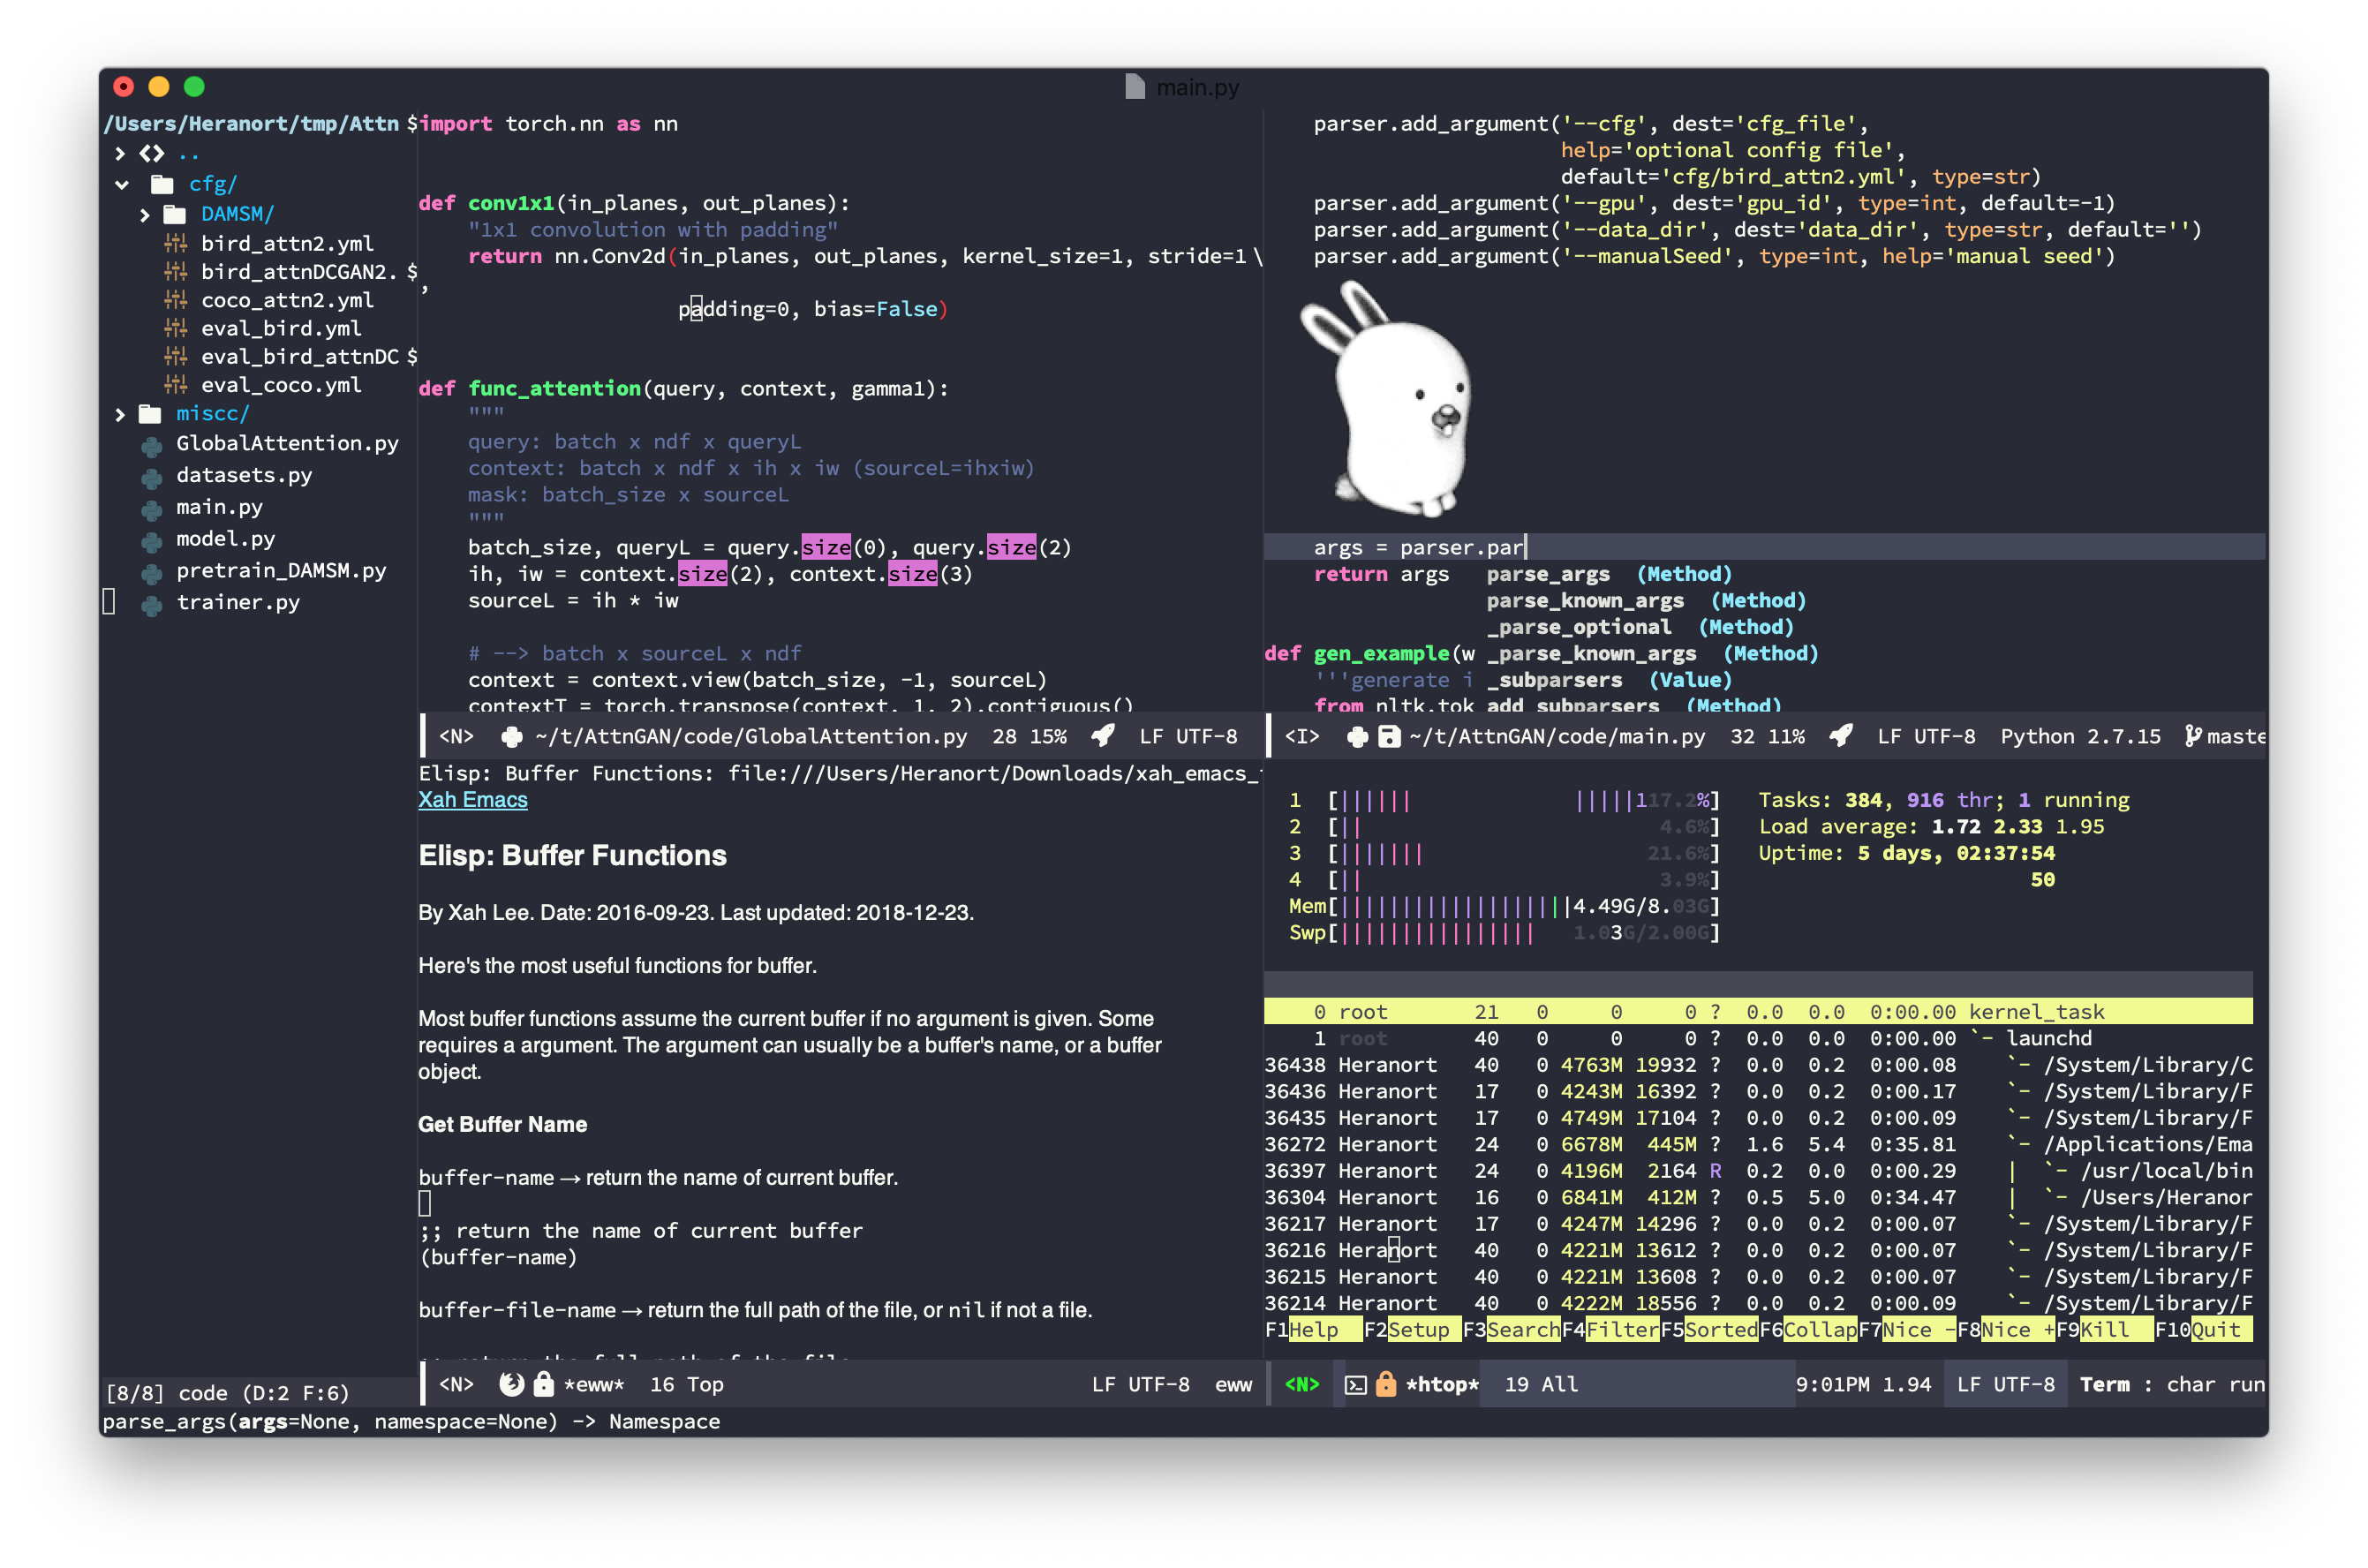 main.py
/Users/Heranort/tmp/Attn $
..
cfg/
DAMSM/
bird_attn2.yml
bird_attnDCGAN2. $
coco_attn2.yml
eval_bird.yml
eval_bird_attnDC $
eval_coco.yml
miscc/
GlobalAttention.py
datasets.py
main.py
model.py
pretrain_DAMSM.py
trainer.py
[8/8] code (D:2 F:6)
import torch.nn as nn
def conv1x1(in_planes, out_planes):
"1x1 convolution with padding"
return nn.Conv2d(in_planes, out_planes, kernel_size=1, stride=1\
,
padding=0, bias=False)
def func_attention(query, context, gamma1):
"""
query: batch x ndf x queryL
context: batch x ndf x ih x iw (sourceL=ihxiw)
mask: batch_size x sourceL
"""
batch_size, queryL = query.size(0), query.size(2)
ih, iw = context.size(2), context.size(3)
sourceL = ih * iw
# --> batch x sourceL x ndf
context = context.view(batch_size, -1, sourceL)
contextT = torch.transpose(context, 1, 2).contiguous()
<N> ~/t/AttnGAN/code/GlobalAttention.py 28 15% LF UTF-8
parser.add_argument('--cfg', dest='cfg_file',
help='optional config file',
default='cfg/bird_attn2.yml', type=str)
parser.add_argument('--gpu', dest='gpu_id', type=int, default=-1)
parser.add_argument('--data_dir', dest='data_dir', type=str, default='')
parser.add_argument('--manualSeed', type=int, help='manual seed')
args = parser.par
return args parse_args (Method)
parse_known_args (Method)
_parse_optional (Method)
def gen_example(w _parse_known_args (Method)
'''generate i _subparsers (Value)
from nltk.tok add_subparsers (Method)
<I> ~/t/AttnGAN/code/main.py 32 11% LF UTF-8 Python 2.7.15 maste
Elisp: Buffer Functions: file:///Users/Heranort/Downloads/xah_emacs_
Xah Emacs
Elisp: Buffer Functions
By Xah Lee. Date: 2016-09-23. Last updated: 2018-12-23.
Here's the most useful functions for buffer.
Most buffer functions assume the current buffer if no argument is given. Some
requires a argument. The argument can usually be a buffer's name, or a buffer
object.
Get Buffer Name
buffer-name → return the name of current buffer.
;; return the name of current buffer
(buffer-name)
buffer-file-name → return the full path of the file, or nil if not a file.
;; return the full path of the file
<N> *eww* 16 Top LF UTF-8 eww
1 [|||||| |||||117.2%] Tasks: 384, 916 thr; 1 running
2 [|| 4.6%] Load average: 1.72 2.33 1.95
3 [||||||| 21.6%] Uptime: 5 days, 02:37:54
4 [|| 3.9%] 50
Mem[|||||||||||||||||||4.49G/8.03G]
Swp[|||||||||||||||| 1.03G/2.00G]
0 root 21 0 0 0 ? 0.0 0.0 0:00.00 kernel_task
1 root 40 0 0 0 ? 0.0 0.0 0:00.00 `- launchd
36438 Heranort 40 0 4763M 19932 ? 0.0 0.2 0:00.08 `- /System/Library/C
36436 Heranort 17 0 4243M 16392 ? 0.0 0.2 0:00.17 `- /System/Library/F
36435 Heranort 17 0 4749M 17104 ? 0.0 0.2 0:00.09 `- /System/Library/F
36272 Heranort 24 0 6678M 445M ? 1.6 5.4 0:35.81 `- /Applications/Ema
36397 Heranort 24 0 4196M 2164 R 0.2 0.0 0:00.29 | `- /usr/local/bin
36304 Heranort 16 0 6841M 412M ? 0.5 5.0 0:34.47 | `- /Users/Heranor
36217 Heranort 17 0 4247M 14296 ? 0.0 0.2 0:00.07 `- /System/Library/F
36216 Heranort 40 0 4221M 13612 ? 0.0 0.2 0:00.07 `- /System/Library/F
36215 Heranort 40 0 4221M 13608 ? 0.0 0.2 0:00.07 `- /System/Library/F
36214 Heranort 40 0 4222M 18556 ? 0.0 0.2 0:00.09 `- /System/Library/F
F1Help F2Setup F3SearchF4FilterF5SortedF6CollapF7Nice -F8Nice +F9Kill F10Quit
<N> *htop* 19 All 9:01PM 1.94 LF UTF-8 Term : char run
parse_args(args=None, namespace=None) -> Namespace